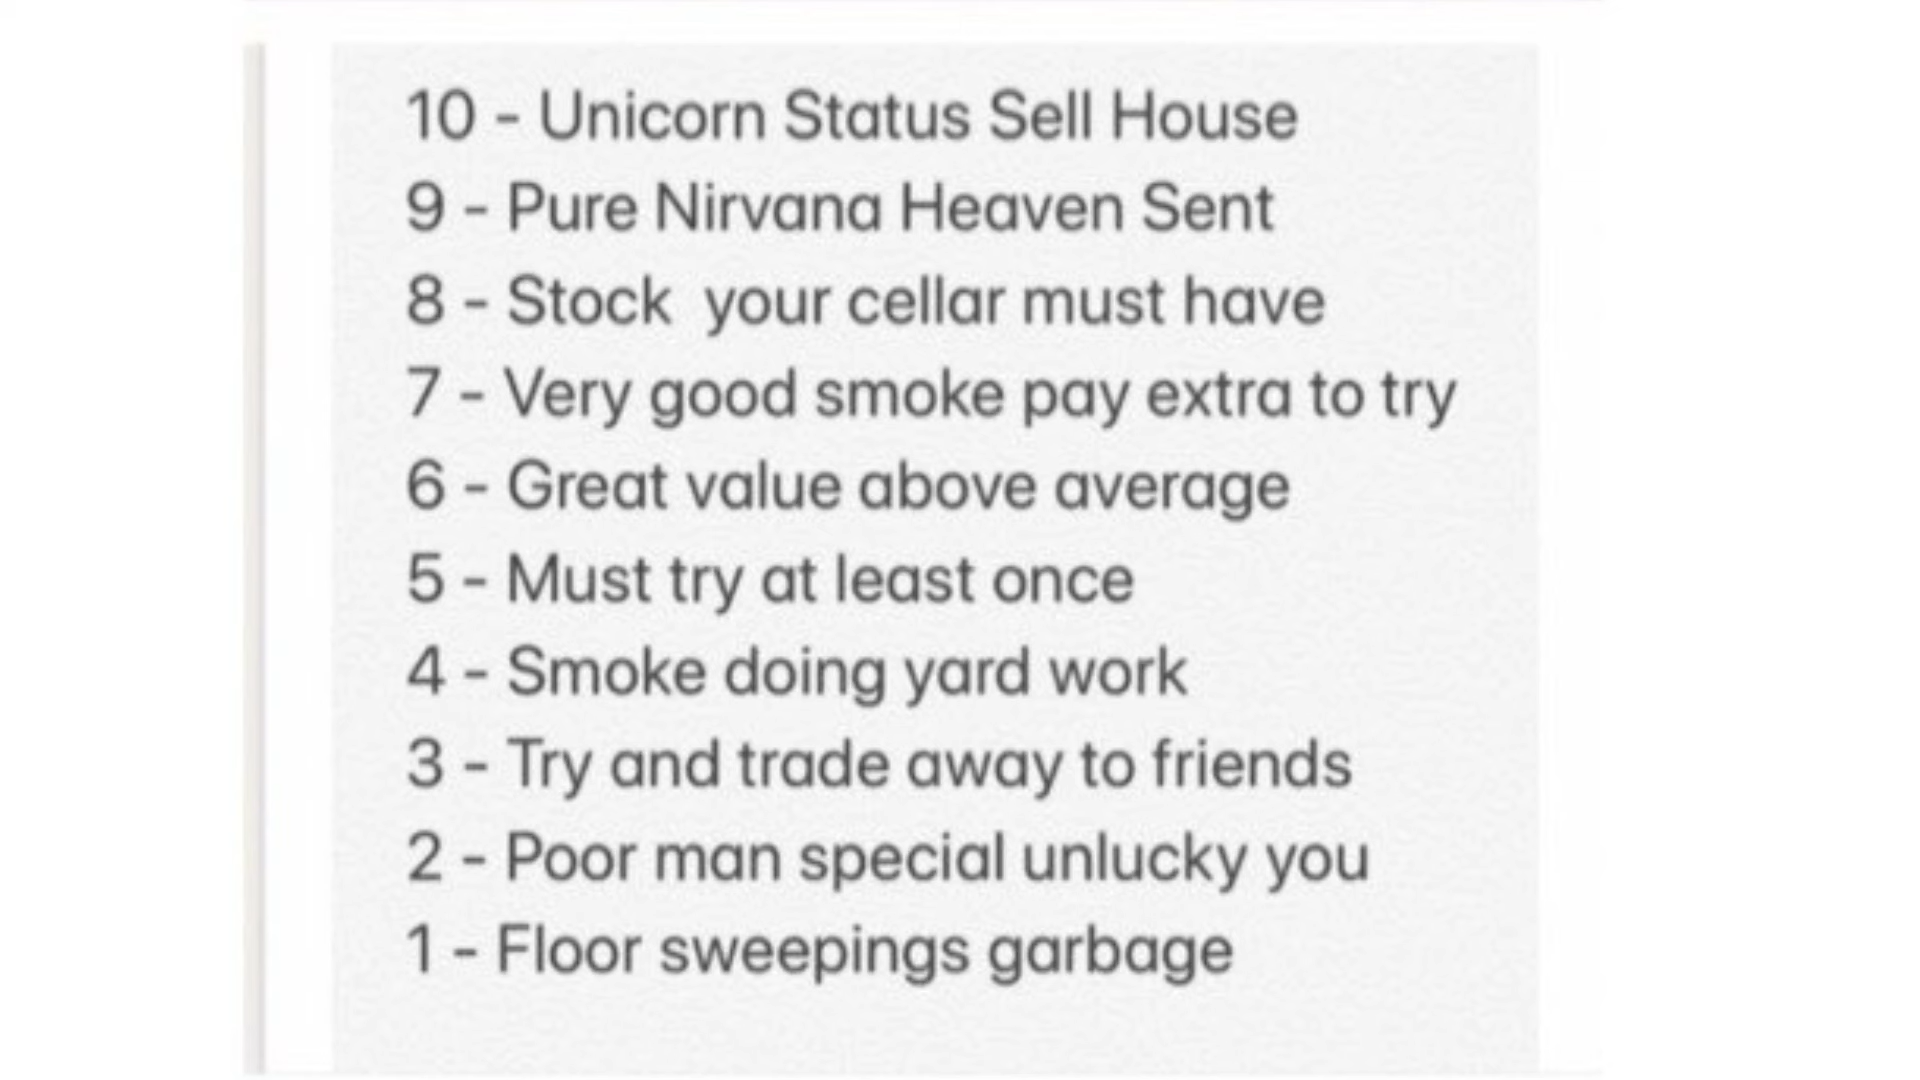 10 - Unicorn Status Sell House
9 - Pure Nirvana Heaven Sent
8 - Stock  your cellar must have
7 - Very good smoke pay extra to try
6 - Great value above average
5 - Must try at least once
4 - Smoke doing yard work
3 - Try and trade away to friends
2 - Poor man special unlucky you
1 - Floor sweepings garbage